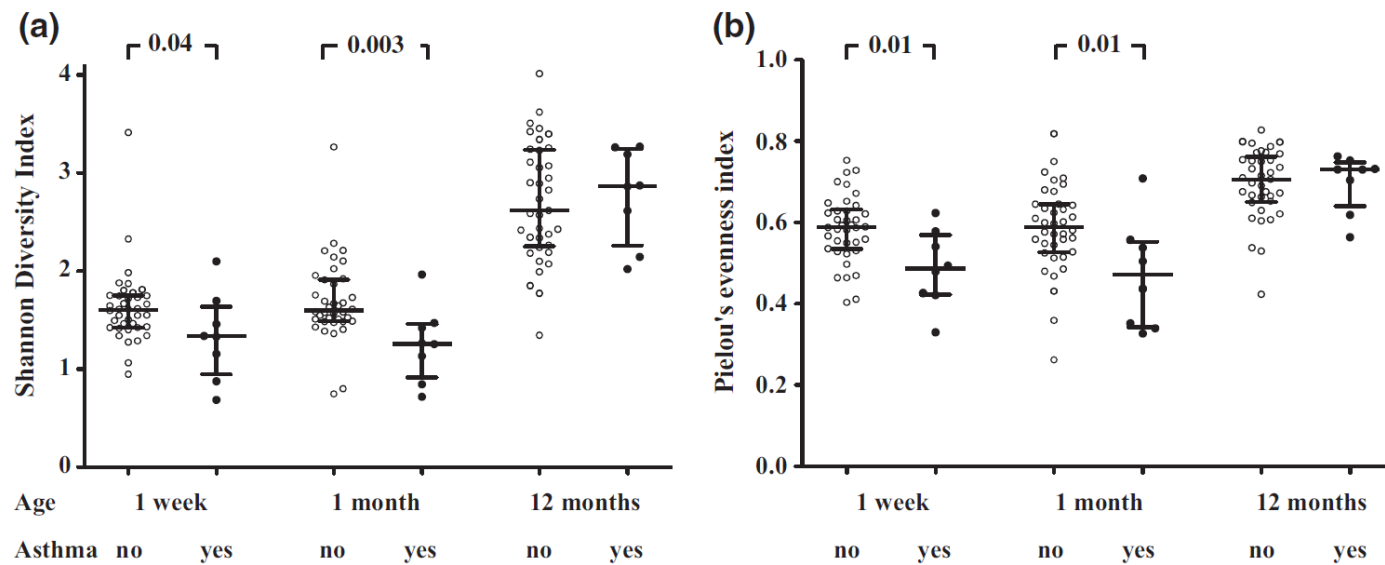 (a)
0.04 0.003
4
3
2
1
0
Shannon Diversity Index
(b)
0.01 0.01
1.0
0.8
0.6
0.4
0.2
0.0
Pielou's evenness index
Age 1 week 1 month 12 months 1 week 1 month 12 months
Asthma no yes no yes no yes no yes no yes no yes